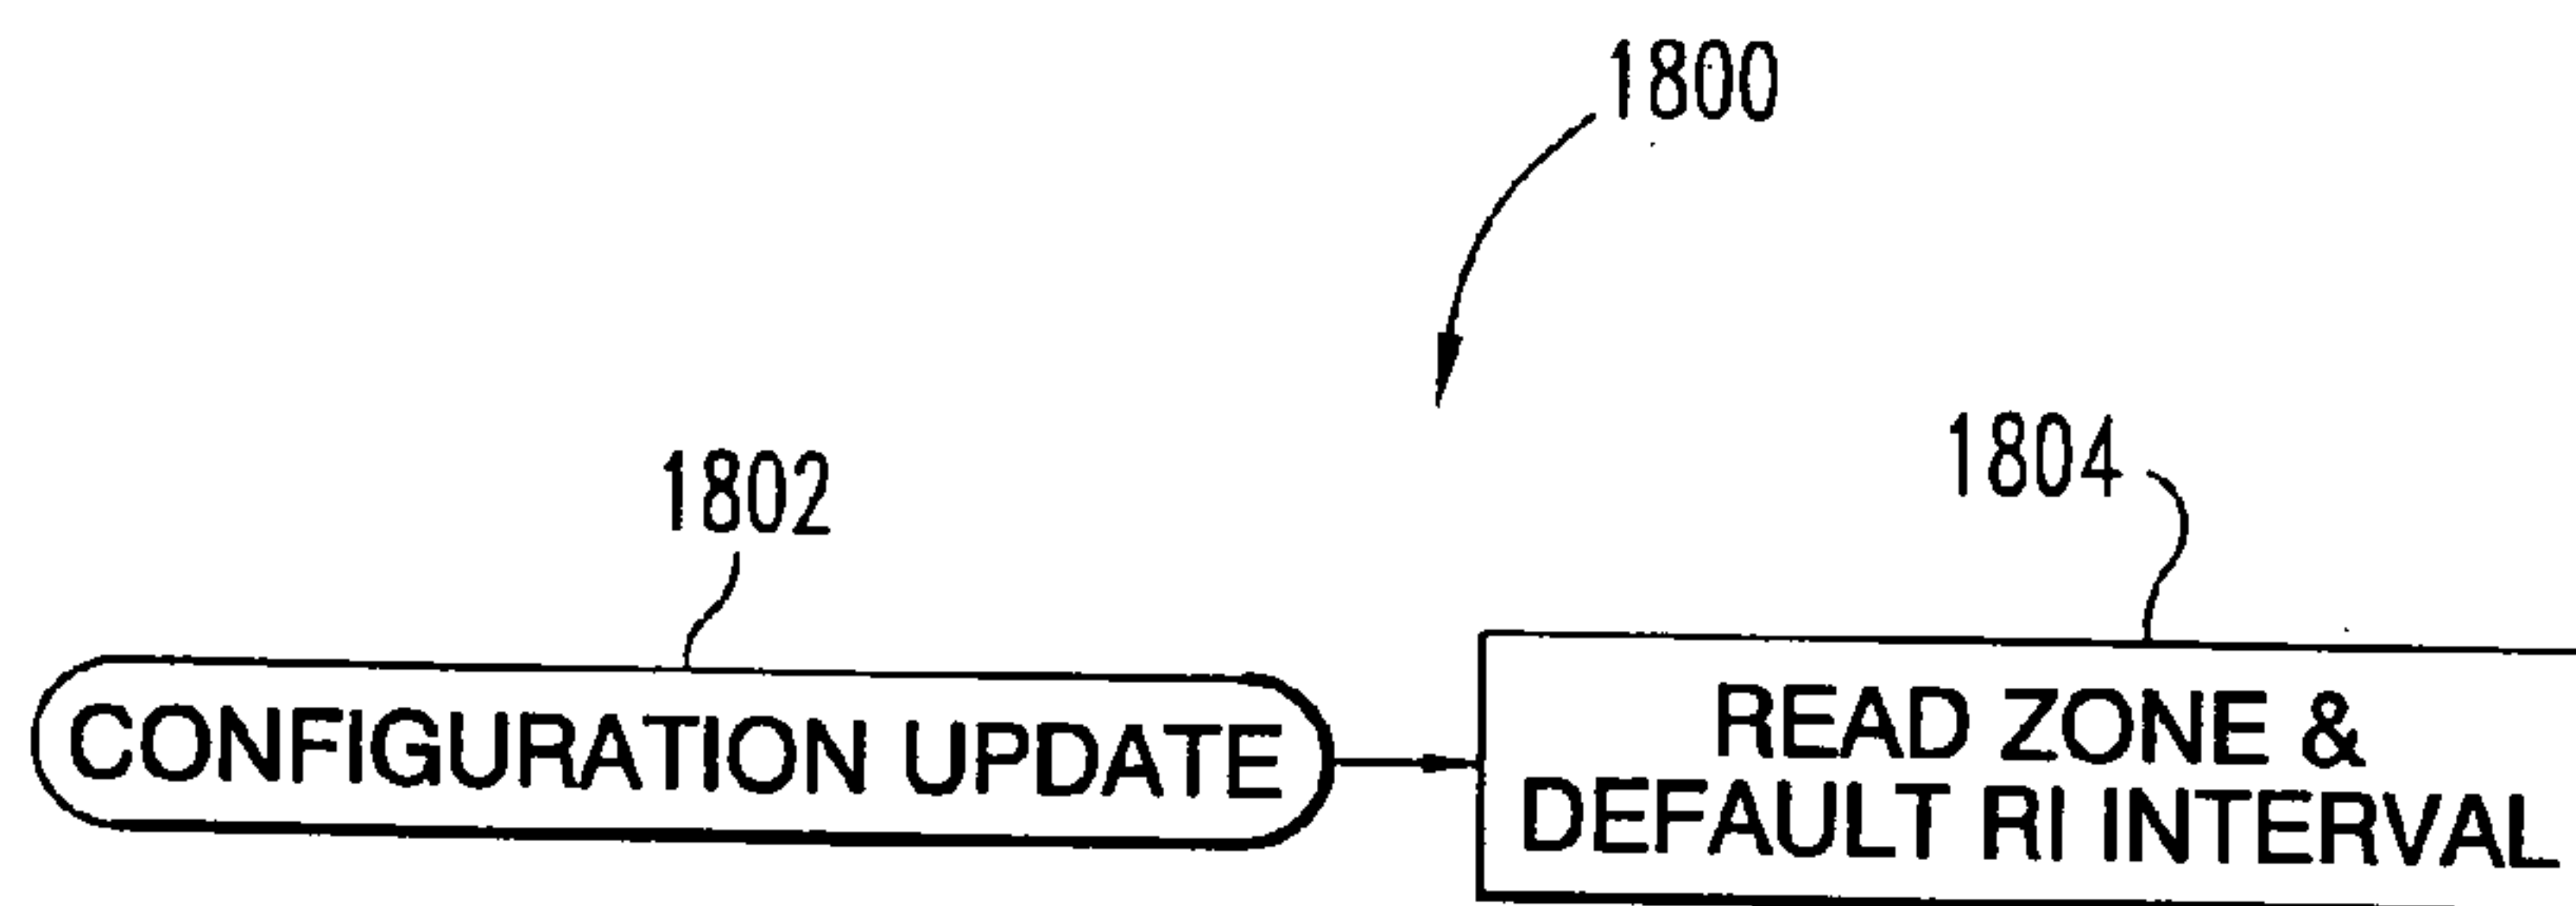 1800
1802
1804
CONFIGURATION UPDATE
READ ZONE &
DEFAULT RI INTERVAL